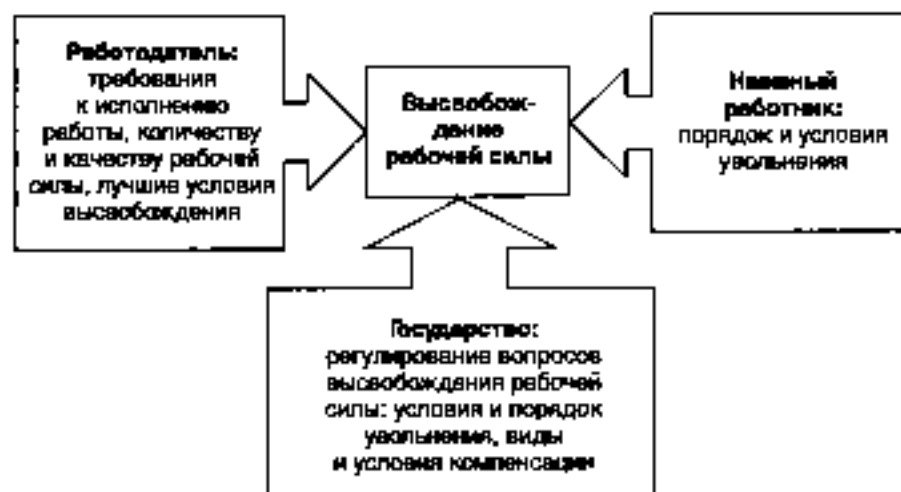 Работодатель:
требования
к исполнению
работы, количеству
и качеству рабочей
силы, лучшие условия
высвобождения
Высвобож-
дение
рабочей силы
Наемный
работник:
порядок и условия
увольнения
Государство:
регулирование вопросов
высвобождения рабочей
силы: условия и порядок
увольнения, виды
и условия компенсации